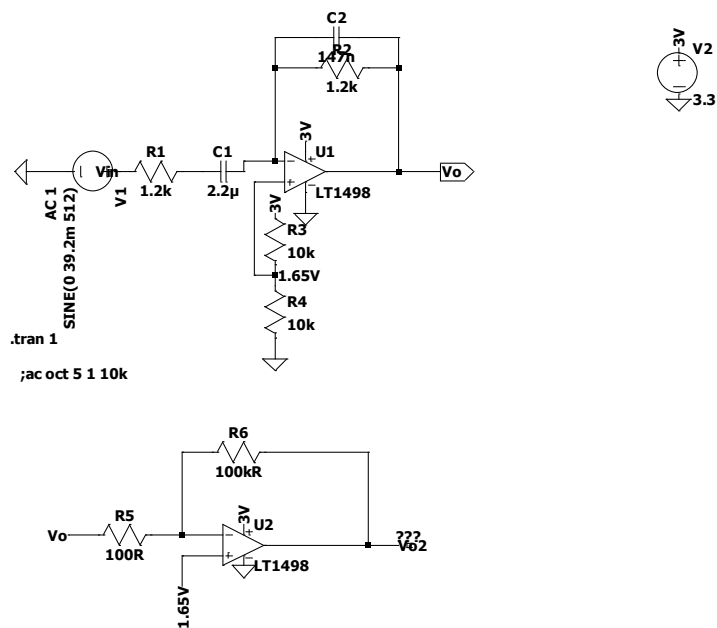 C2
147n
R2
1.2k
3V
V2
3.3
R1
1.2k
C1
2.2µ
3V
U1
LT1498
Vin
V1
AC 1
SINE(0 39.2m 512)
Vo
3V
R3
10k
1.65V
R4
10k
.tran 1
;ac oct 5 1 10k
R6
100kR
Vo
R5
100R
3V
U2
LT1498
1.65V
???
Vo2